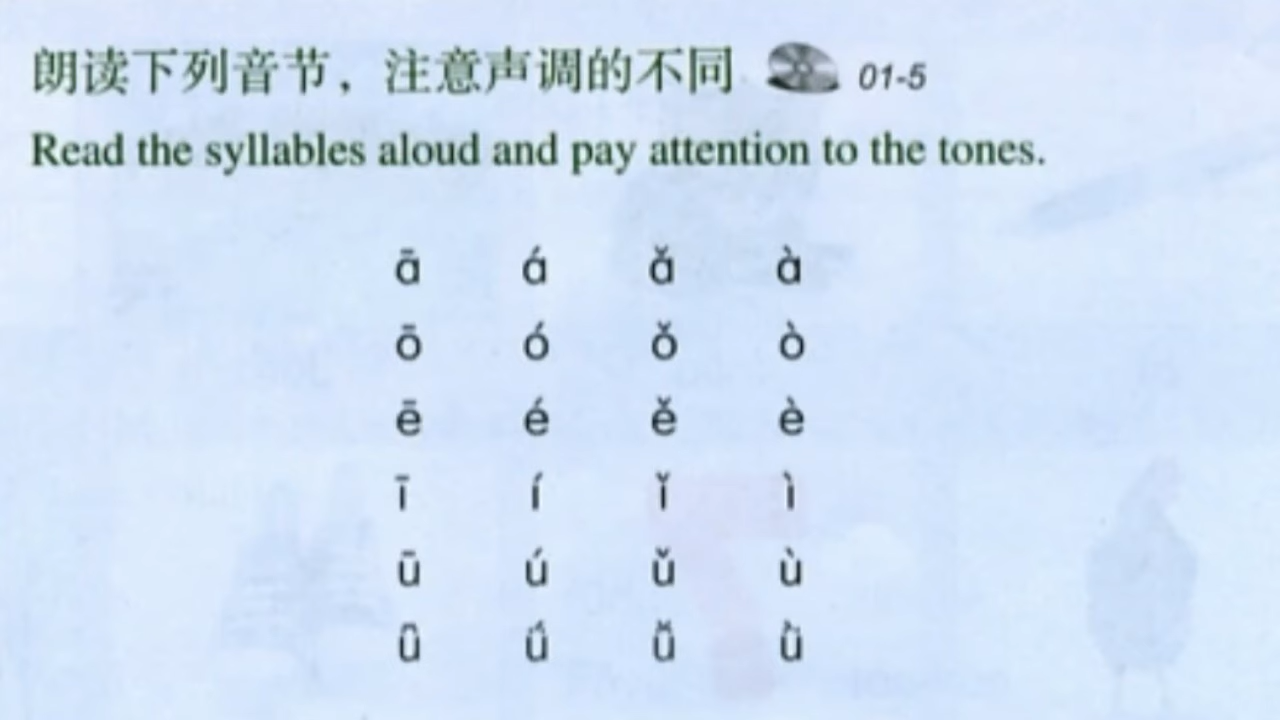 朗读下列音节，注意声调的不同 01-5
Read the syllables aloud and pay attention to the tones.
ā á ǎ à
ō ó ǒ ò
ē é ě è
ī í ǐ ì
ū ú ǔ ù
ǖ ǘ ǚ ǜ